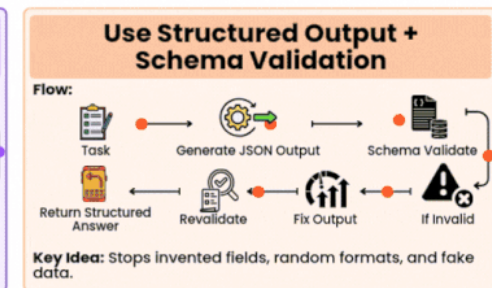 Use Structured Output +
Schema Validation
Flow:
Task
Generate JSON Output
Schema Validate
Return Structured
Answer
Revalidate
Fix Output
If Invalid
Key Idea: Stops invented fields, random formats, and fake
data.